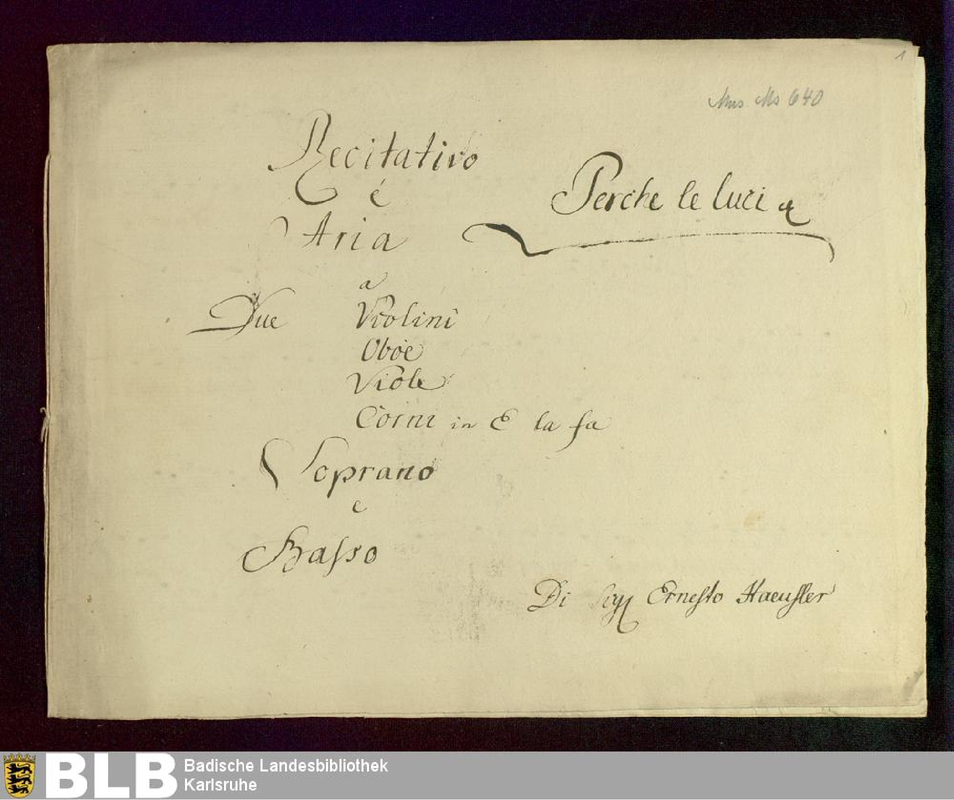 1
Mus. Ms 640
Recitativo
é
Aria
Perche le luci &
a
Due Violini
Oboe
Viole
Corni in E la fa
Soprano
e
Basso
Di Sigr Ernesto Haeusler
BLB Badische Landesbibliothek
Karlsruhe